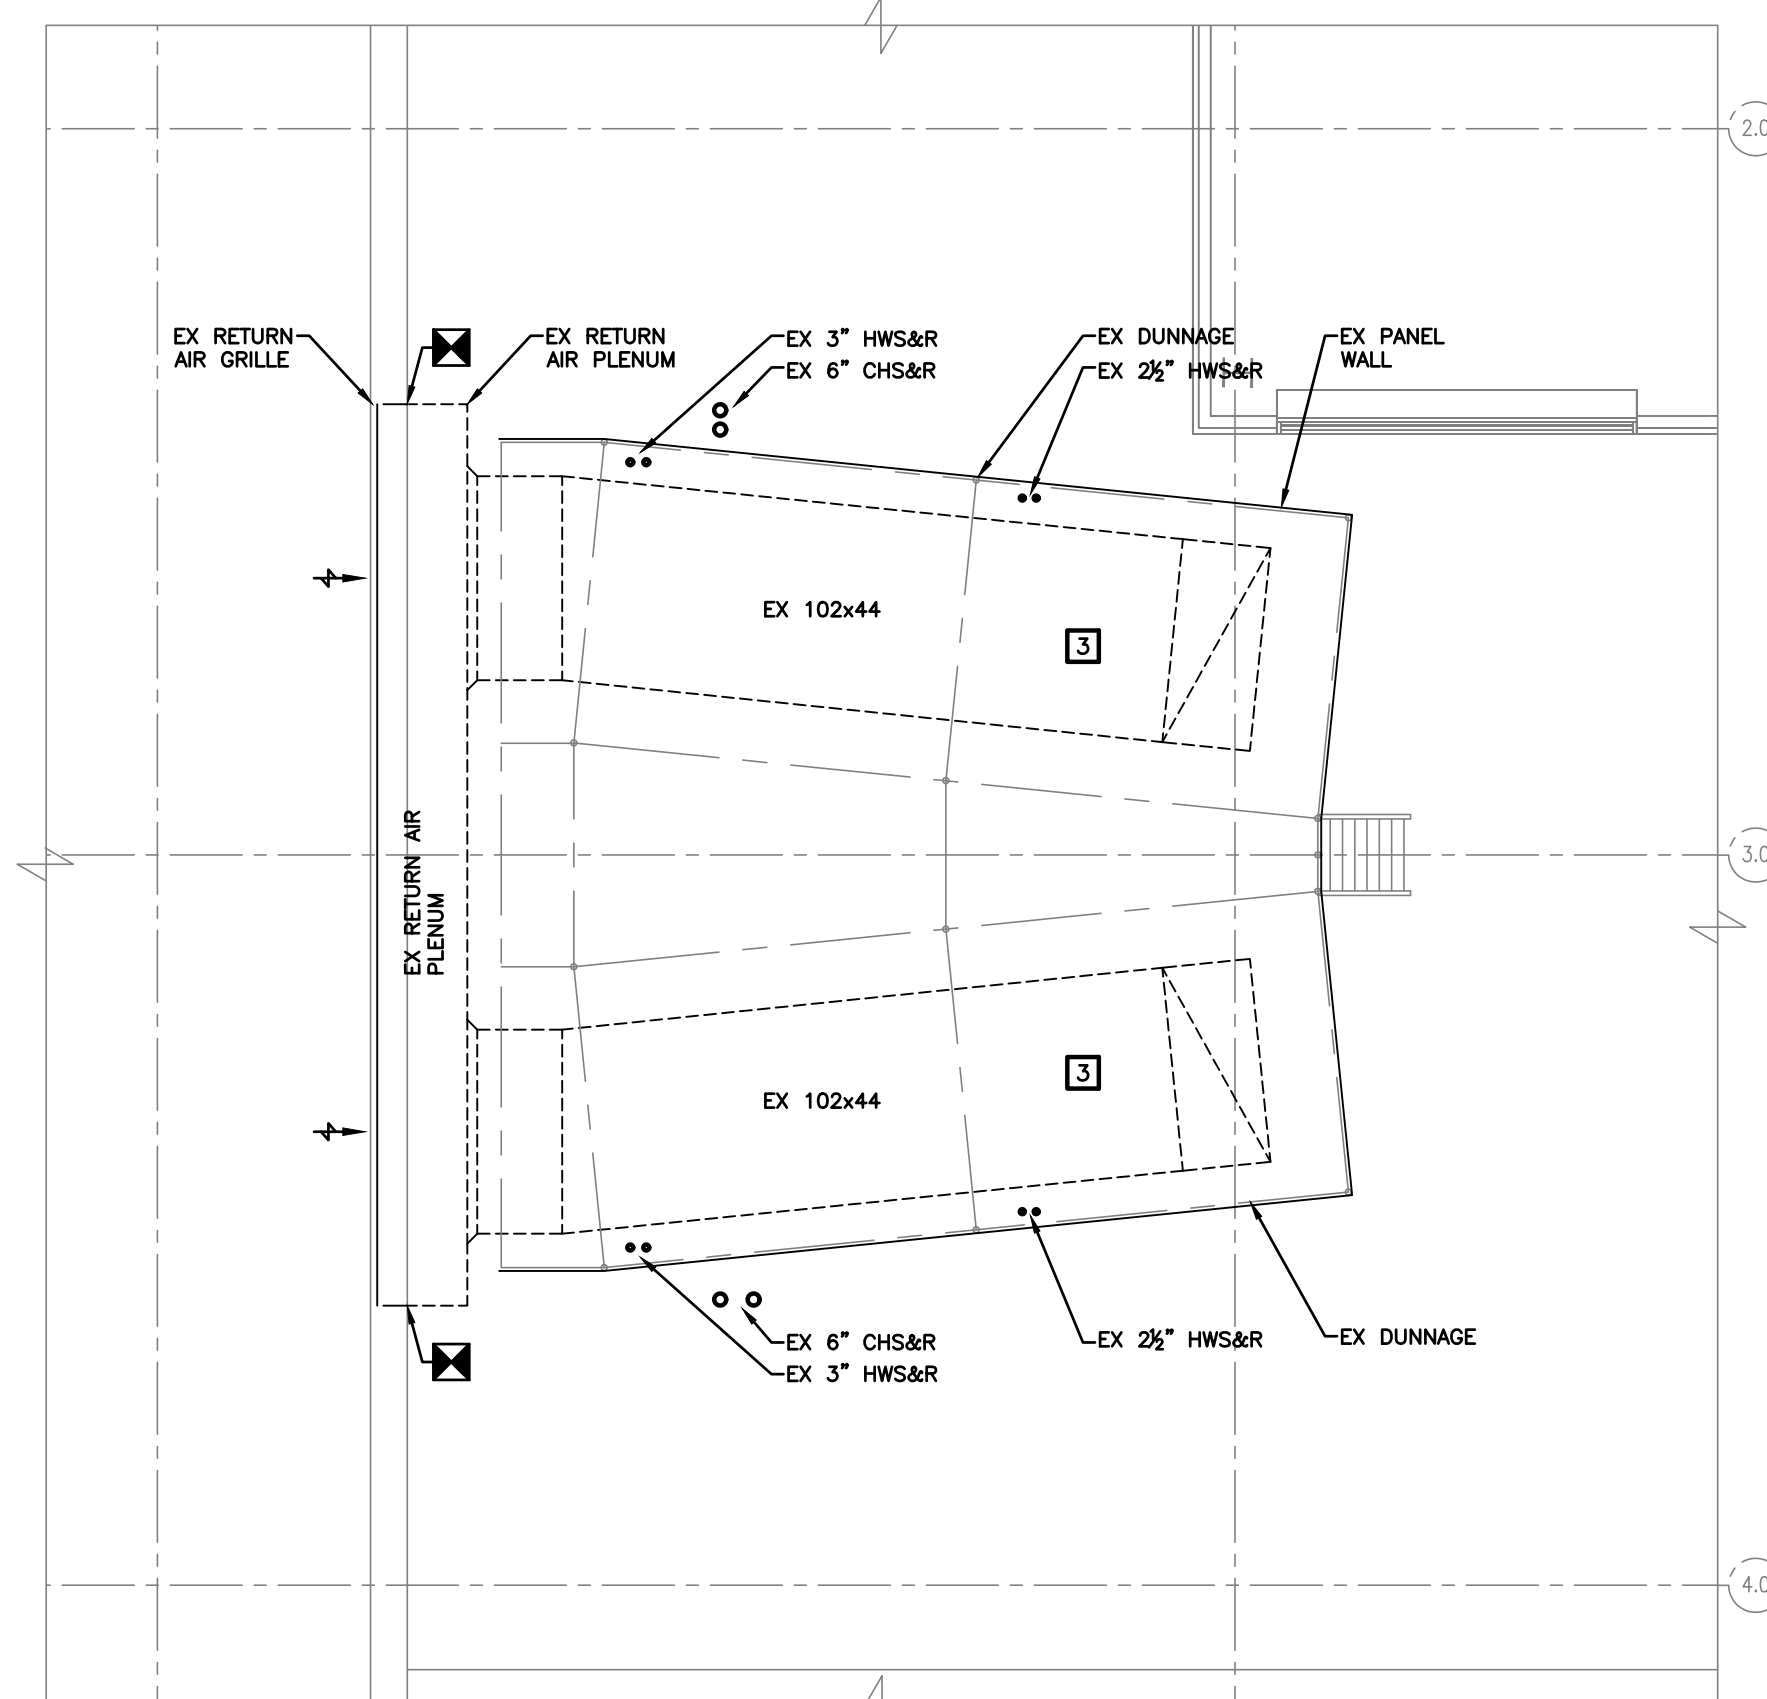 2.0
EX RETURN
AIR GRILLE
EX RETURN
AIR PLENUM
EX 3" HWS&R
EX 6" CHS&R
EX DUNNAGE
EX 2½" HWS&R
EX PANEL
WALL
EX 102x44
3
EX RETURN AIR
PLENUM
3.0
EX 102x44
3
EX 6" CHS&R
EX 3" HWS&R
EX 2½" HWS&R
EX DUNNAGE
4.0